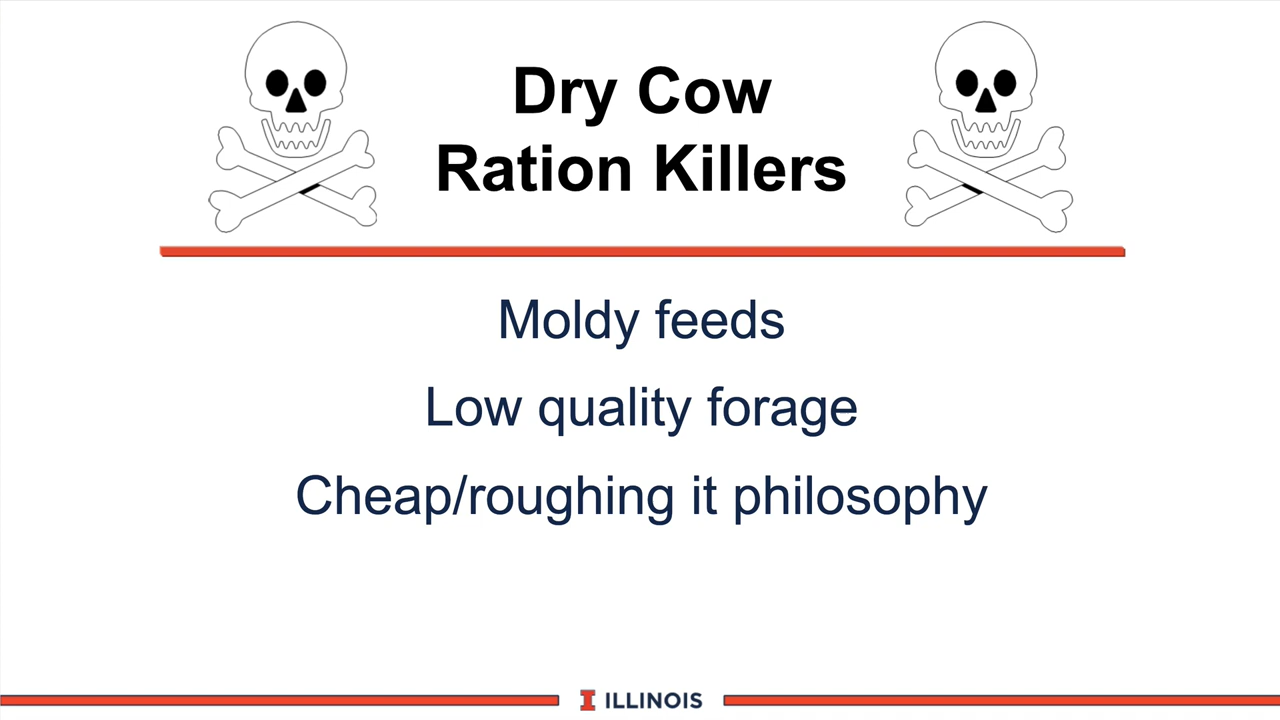 Dry Cow
Ration Killers
Moldy feeds
Low quality forage
Cheap/roughing it philosophy
I ILLINOIS